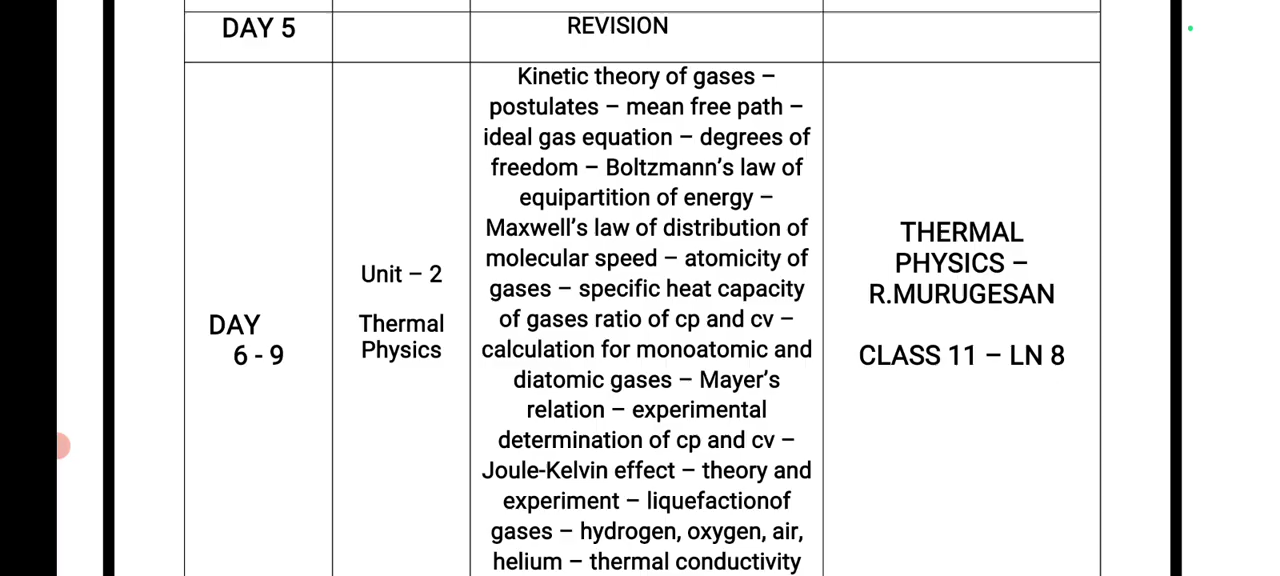 DAY 5
REVISION
DAY
6 - 9
Unit – 2
Thermal
Physics
Kinetic theory of gases –
postulates – mean free path –
ideal gas equation – degrees of
freedom – Boltzmann’s law of
equipartition of energy –
Maxwell’s law of distribution of
molecular speed – atomicity of
gases – specific heat capacity
of gases ratio of cp and cv –
calculation for monoatomic and
diatomic gases – Mayer’s
relation – experimental
determination of cp and cv –
Joule-Kelvin effect – theory and
experiment – liquefactionof
gases – hydrogen, oxygen, air,
helium – thermal conductivity
THERMAL
PHYSICS –
R.MURUGESAN
CLASS 11 – LN 8